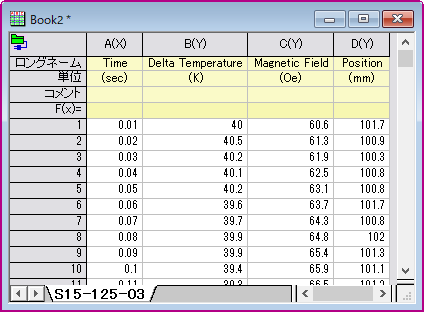 Book2 *
A(X) B(Y) C(Y) D(Y)
ロングネーム Time Delta Temperature Magnetic Field Position
単位 (sec) (K) (Oe) (mm)
コメント
F(x)=
1 0.01 40 60.6 101.7
2 0.02 40.5 61.3 100.9
3 0.03 40.2 61.9 100.3
4 0.04 40.1 62.5 100.8
5 0.05 40.2 63.1 100.8
6 0.06 39.6 63.7 101.7
7 0.07 39.7 64.3 100.8
8 0.08 39.9 64.8 102
9 0.09 39.9 65.4 101.3
10 0.1 39.4 65.9 101.1
11 0.11
S15-125-03